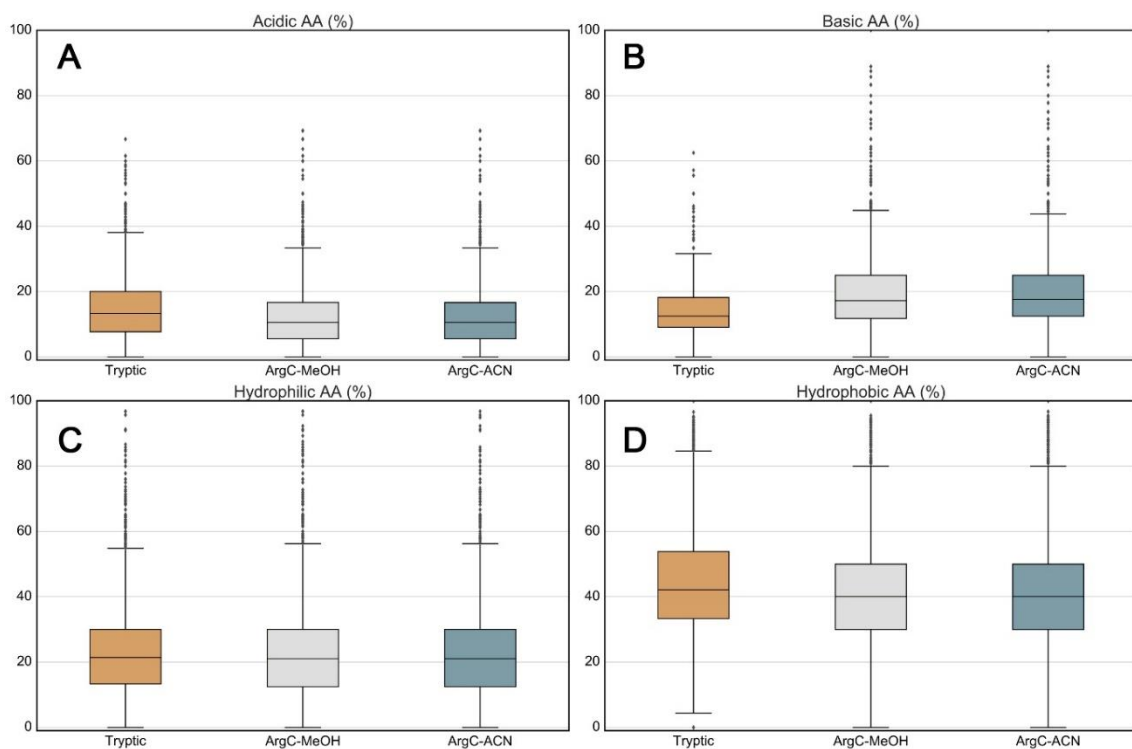 Acidic AA (%)
Basic AA (%)
100
80
60
40
20
0
A
Tryptic
ArgC-MeOH
ArgC-ACN
100
80
60
40
20
0
B
Tryptic
ArgC-MeOH
ArgC-ACN
Hydrophilic AA (%)
Hydrophobic AA (%)
100
80
60
40
20
0
C
Tryptic
ArgC-MeOH
ArgC-ACN
100
80
60
40
20
0
D
Tryptic
ArgC-MeOH
ArgC-ACN